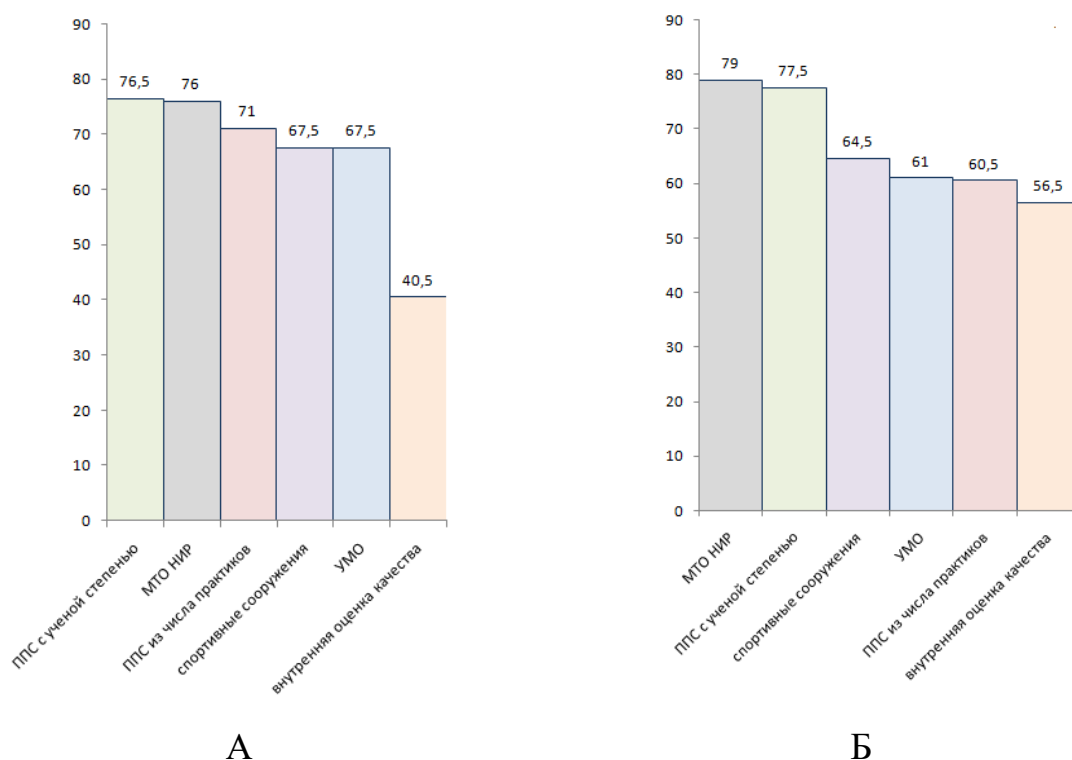 90
80
70
60
50
40
30
20
10
0
76,5
76
71
67,5
67,5
40,5
ППС с ученой степенью
МТО НИР
ППС из числа практиков
спортивные сооружения
УМО
внутренняя оценка качества
А
90
80
70
60
50
40
30
20
10
0
79
77,5
64,5
61
60,5
56,5
МТО НИР
ППС с ученой степенью
спортивные сооружения
УМО
ППС из числа практиков
внутренняя оценка качества
Б